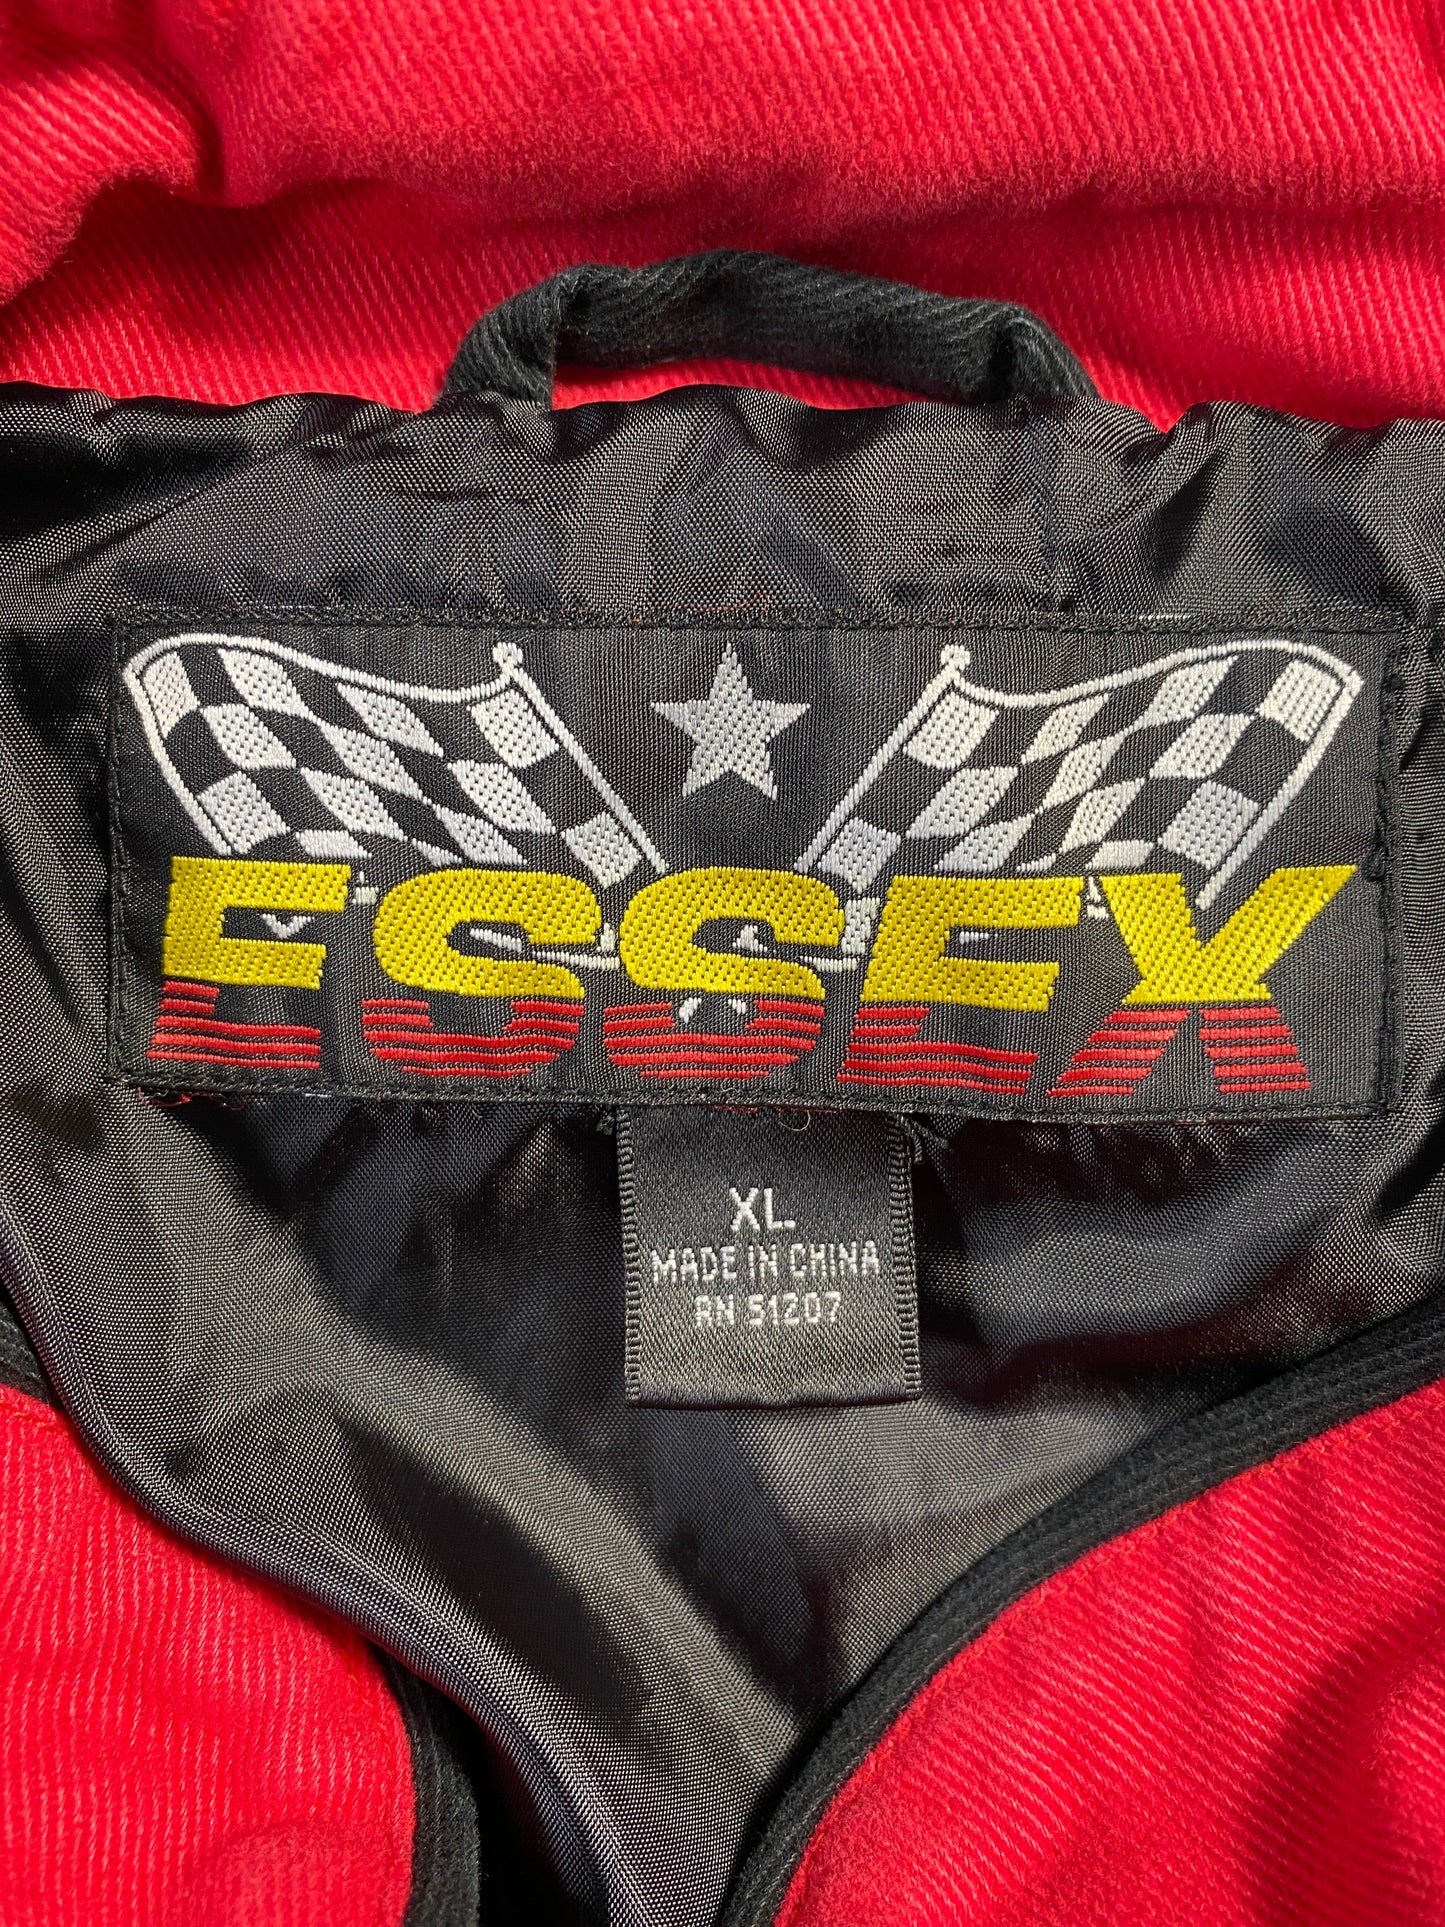 ESSEX
XL
MADE IN CHINA
RN 51207